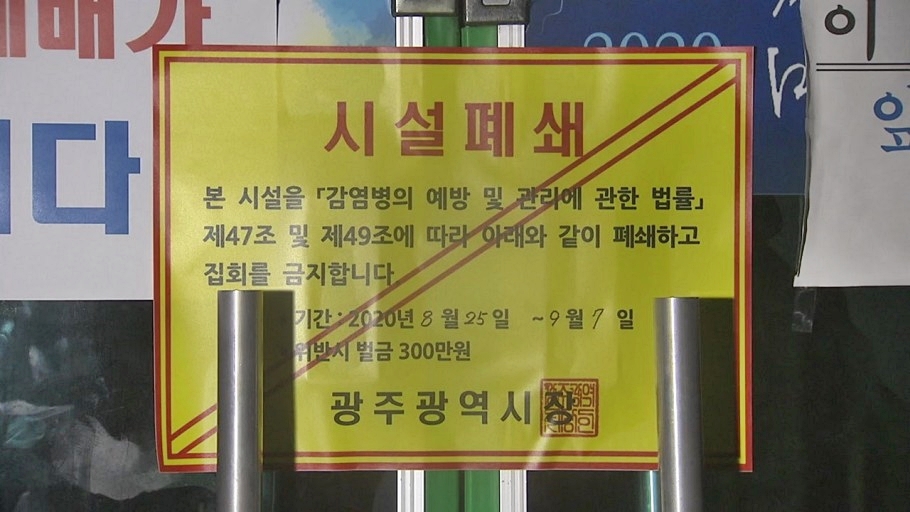 2020
시설폐쇄
본 시설을 「감염병의 예방 및 관리에 관한 법률」
제47조 및 제49조에 따라 아래와 같이 폐쇄하고
집회를 금지합니다.
기간 : 2020년 8월 25일 ~9월 7일
위반시 벌금 300만원
광주광역시장